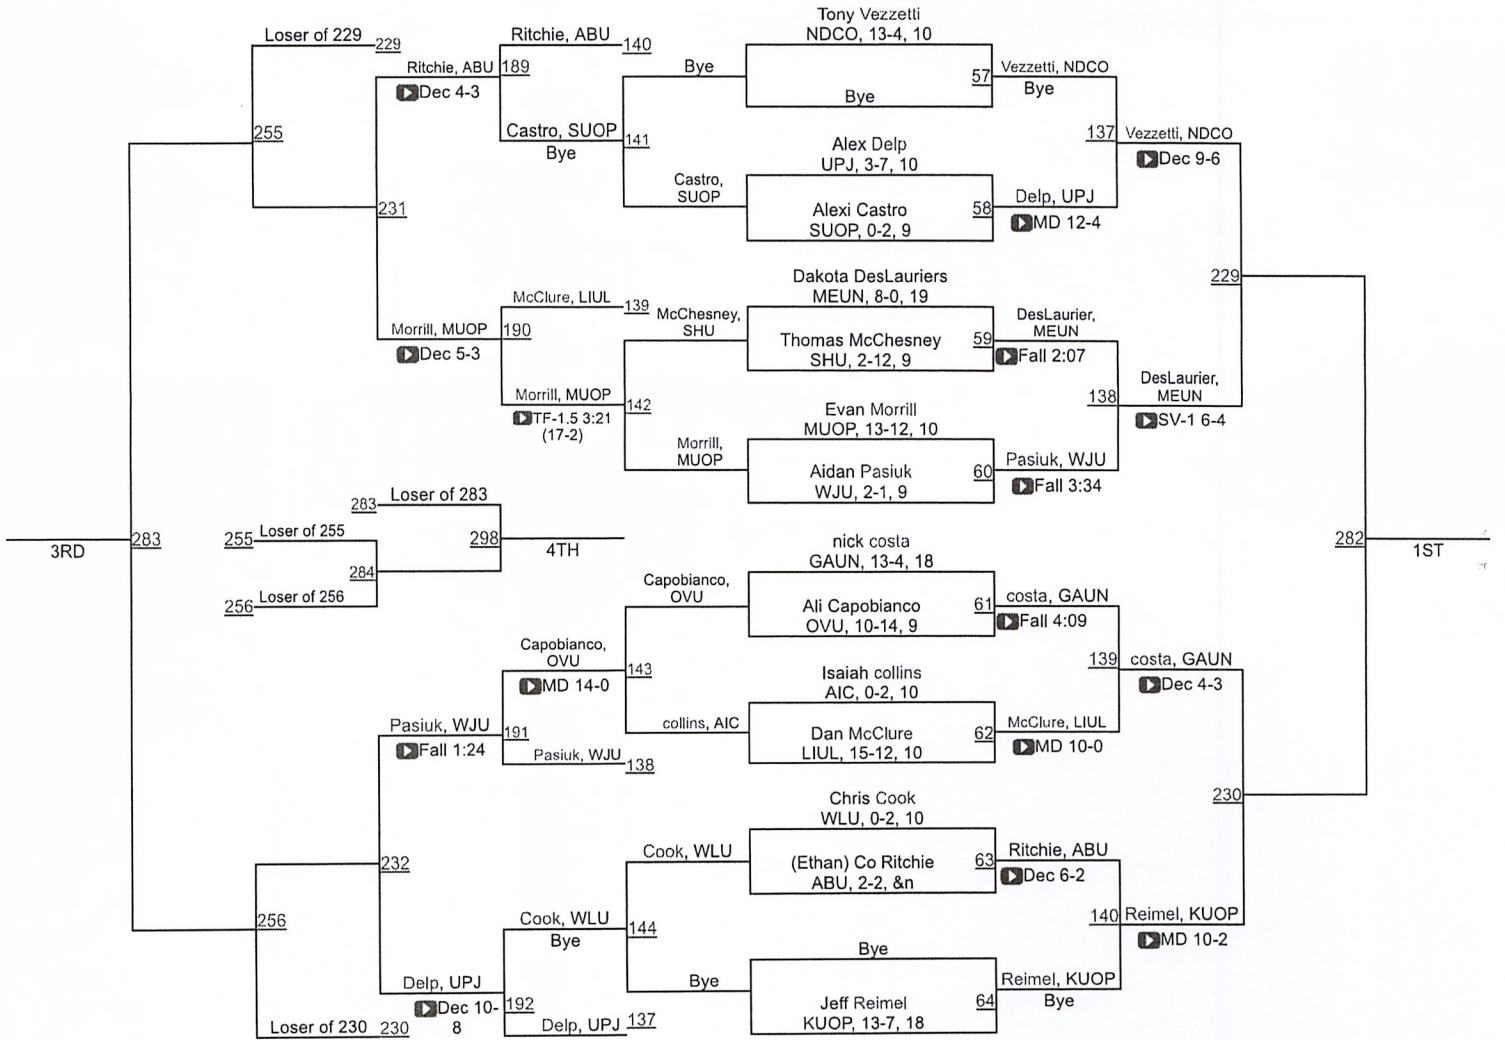 Tony Vezzetti
NDCO, 13-4, 10
Loser of 229
229
Ritchie, ABU
140
Ritchie, ABU
189
Dec 4-3
Bye
57
Vezzetti, NDCO
Bye
Bye
255
Castro, SUOP
Bye
141
137
Vezzetti, NDCO
Dec 9-6
Alex Delp
UPJ, 3-7, 10
Castro,
SUOP
Alexi Castro
SUOP, 0-2, 9
58
Delp, UPJ
MD 12-4
231
229
Dakota DesLauriers
MEUN, 8-0, 19
McClure, LIUL
139
McChesney,
SHU
Thomas McChesney
SHU, 2-12, 9
59
DesLaurier,
MEUN
Fall 2:07
Morrill, MUOP
190
Dec 5-3
Morrill, MUOP
142
TF-1.5 3:21
(17-2)
138
DesLaurier,
MEUN
SV-1 6-4
Evan Morrill
MUOP, 13-12, 10
Morrill,
MUOP
Aidan Pasiuk
WJU, 2-1, 9
60
Pasiuk, WJU
Fall 3:34
283
Loser of 283
255
Loser of 255
298
4TH
3RD
283
284
256
Loser of 256
282
1ST
nick costa
GAUN, 13-4, 18
Capobianco,
OVU
Ali Capobianco
OVU, 10-14, 9
61
costa, GAUN
Fall 4:09
Capobianco,
OVU
143
MD 14-0
139
costa, GAUN
Dec 4-3
Isaiah collins
AIC, 0-2, 10
collins, AIC
Dan McClure
LIUL, 15-12, 10
62
McClure, LIUL
MD 10-0
Pasiuk, WJU
191
Fall 1:24
Pasiuk, WJU
138
230
Chris Cook
WLU, 0-2, 10
Cook, WLU
(Ethan) Co Ritchie
ABU, 2-2, &n
63
Ritchie, ABU
Dec 6-2
232
256
Cook, WLU
Bye
144
140
Reimel, KUOP
MD 10-2
Bye
Bye
Jeff Reimel
KUOP, 13-7, 18
64
Reimel, KUOP
Bye
Delp, UPJ
Dec 10-
8
192
Delp, UPJ
137
Loser of 230
230